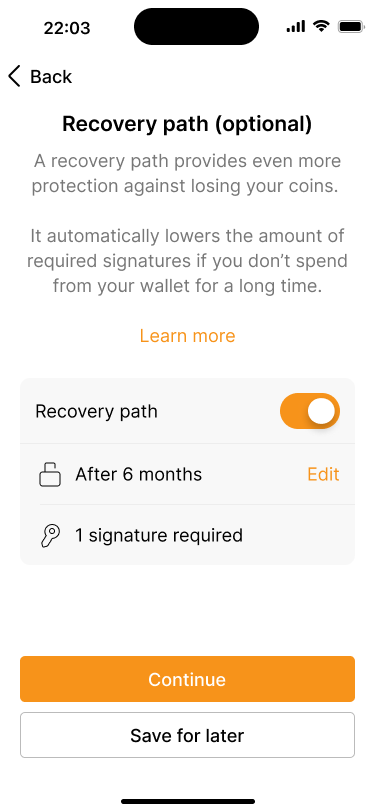 22:03
Back
Recovery path (optional)
A recovery path provides even more
protection against losing your coins.
It automatically lowers the amount of
required signatures if you don’t spend
from your wallet for a long time.
Learn more
Recovery path
After 6 months
Edit
1 signature required
Continue
Save for later